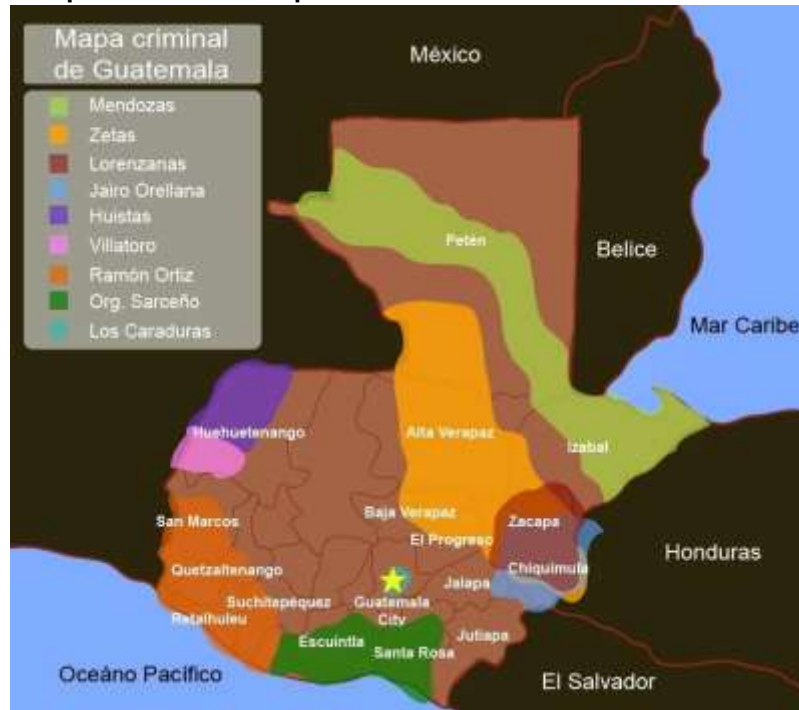 Mapa criminal
de Guatemala
Mendozas
Zetas
Lorenzanas
Jairo Orellana
Huistas
Villatoro
Ramón Ortiz
Org. Sarceño
Los Caraduras
México
Belice
Mar Caribe
Petén
Huehuetenango
Alta Verapaz
Izabal
San Marcos
Baja Verapaz
Zacapa
El Progreso
Honduras
Quetzaltenango
Chiquimula
Jalapa
Suchitepéquez
Guatemala
City
Retalhuleu
Escuintla
Santa Rosa
Jutiapa
Oceàno Pacífico
El Salvador